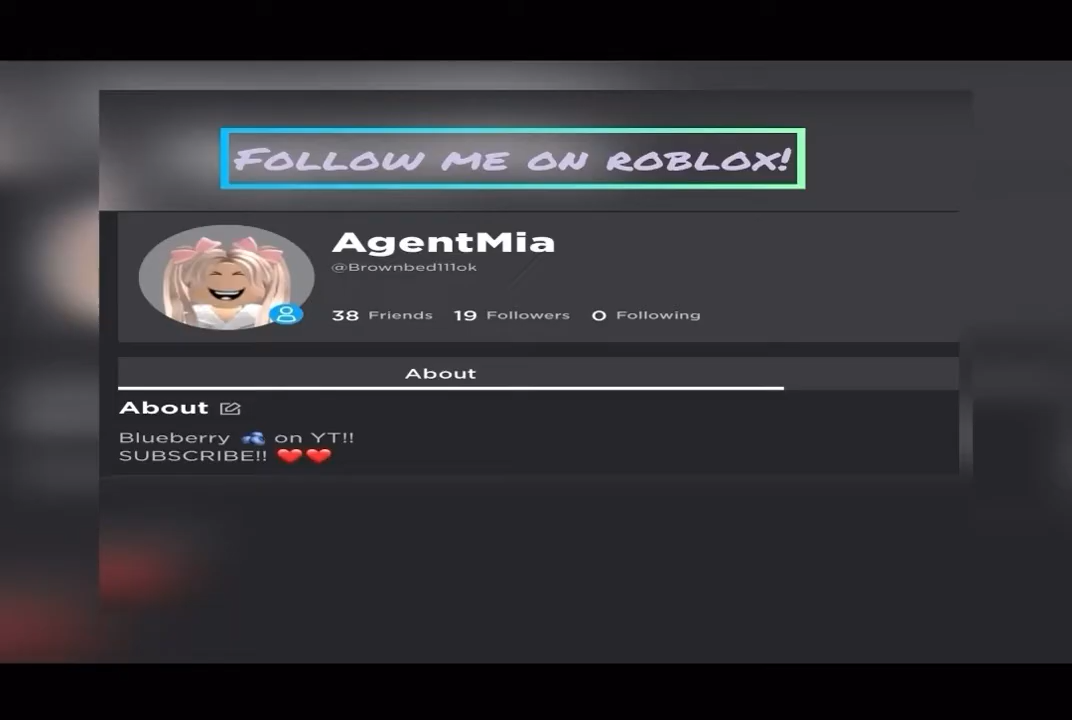 FOLLOW ME ON ROBLOX!
AgentMia
@Brownbed111ok
38 Friends 19 Followers 0 Following
About
About
Blueberry 🫐 on YT!!
SUBSCRIBE!! ❤️❤️